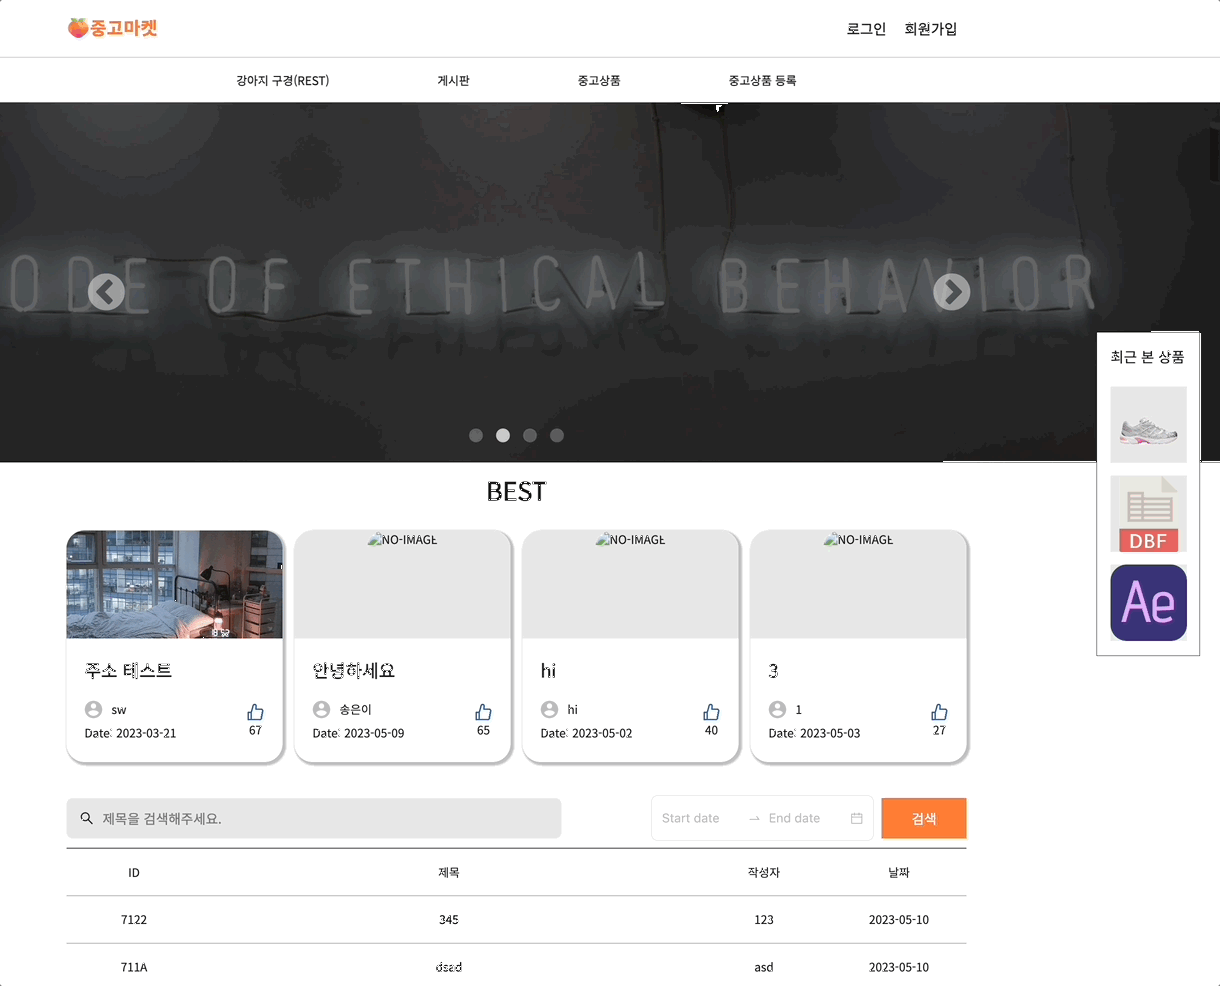 중고마켓
로그인 회원가입
강아지 구경(REST) 게시판 중고상품 중고상품 등록
ODE OF ETHICAL BEHAVIOR
최근 본 상품
DBF
Ae
BEST
NO-IMAGE NO-IMAGE NO-IMAGE
주소 테스트 안녕하세요 hi 3
sw 송은이 hi 1
67 65 40 27
Date: 2023-03-21 Date: 2023-05-09 Date: 2023-05-02 Date: 2023-05-03
제목을 검색해주세요. Start date → End date 검색
ID 제목 작성자 날짜
7122 345 123 2023-05-10
711A dsad asd 2023-05-10